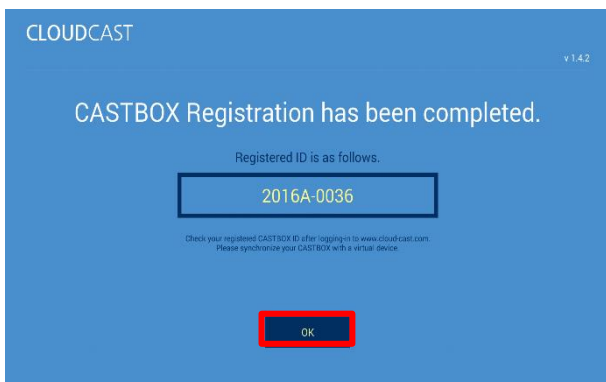 CLOUDCAST
v 1.4.2
CASTBOX Registration has been completed.
Registered ID is as follows.
2016A-0036
Check your registered CASTBOX ID after logging-in to www.cloud-cast.com.
Please synchronize your CASTBOX with a virtual device
OK